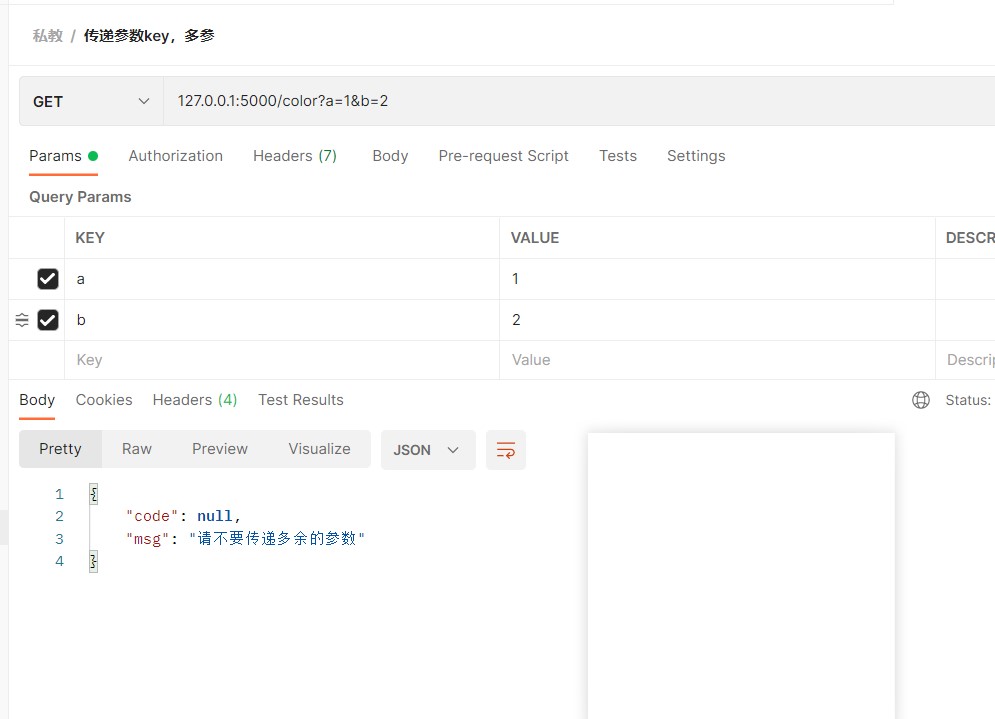 私教 / 传递参数key，多参
GET 127.0.0.1:5000/color?a=1&b=2
Params Authorization Headers (7) Body Pre-request Script Tests Settings
Query Params
KEY VALUE DESCR
a 1
b 2
Key Value Descrip
Body Cookies Headers (4) Test Results Status:
Pretty Raw Preview Visualize JSON
1 {
2 "code": null,
3 "msg": "请不要传递多余的参数"
4 }